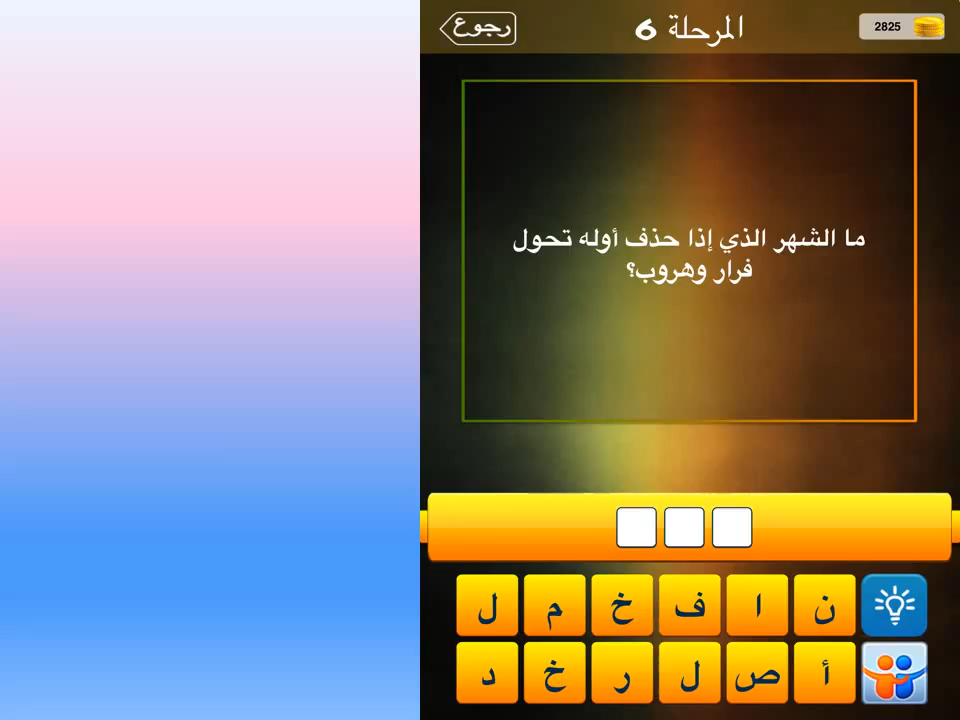 رجوع
المرحلة 6
2825
ما الشهر الذي إذا حذف أوله تحول
فرار وهروب؟
ن ا ف خ م ل
أ ص ل ر خ د